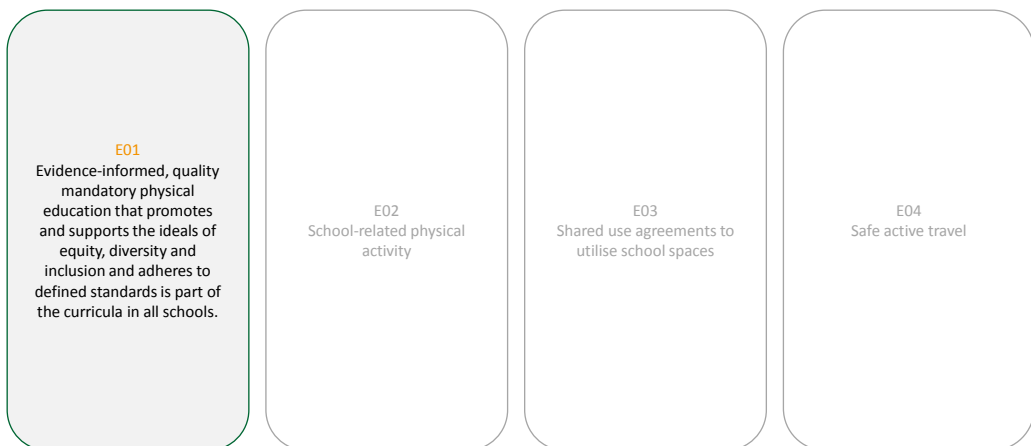 E01
Evidence-informed, quality
mandatory physical
education that promotes
and supports the ideals of
equity, diversity and
inclusion and adheres to
defined standards is part of
the curricula in all schools.
E02
School-related physical
activity
E03
Shared use agreements to
utilise school spaces
E04
Safe active travel